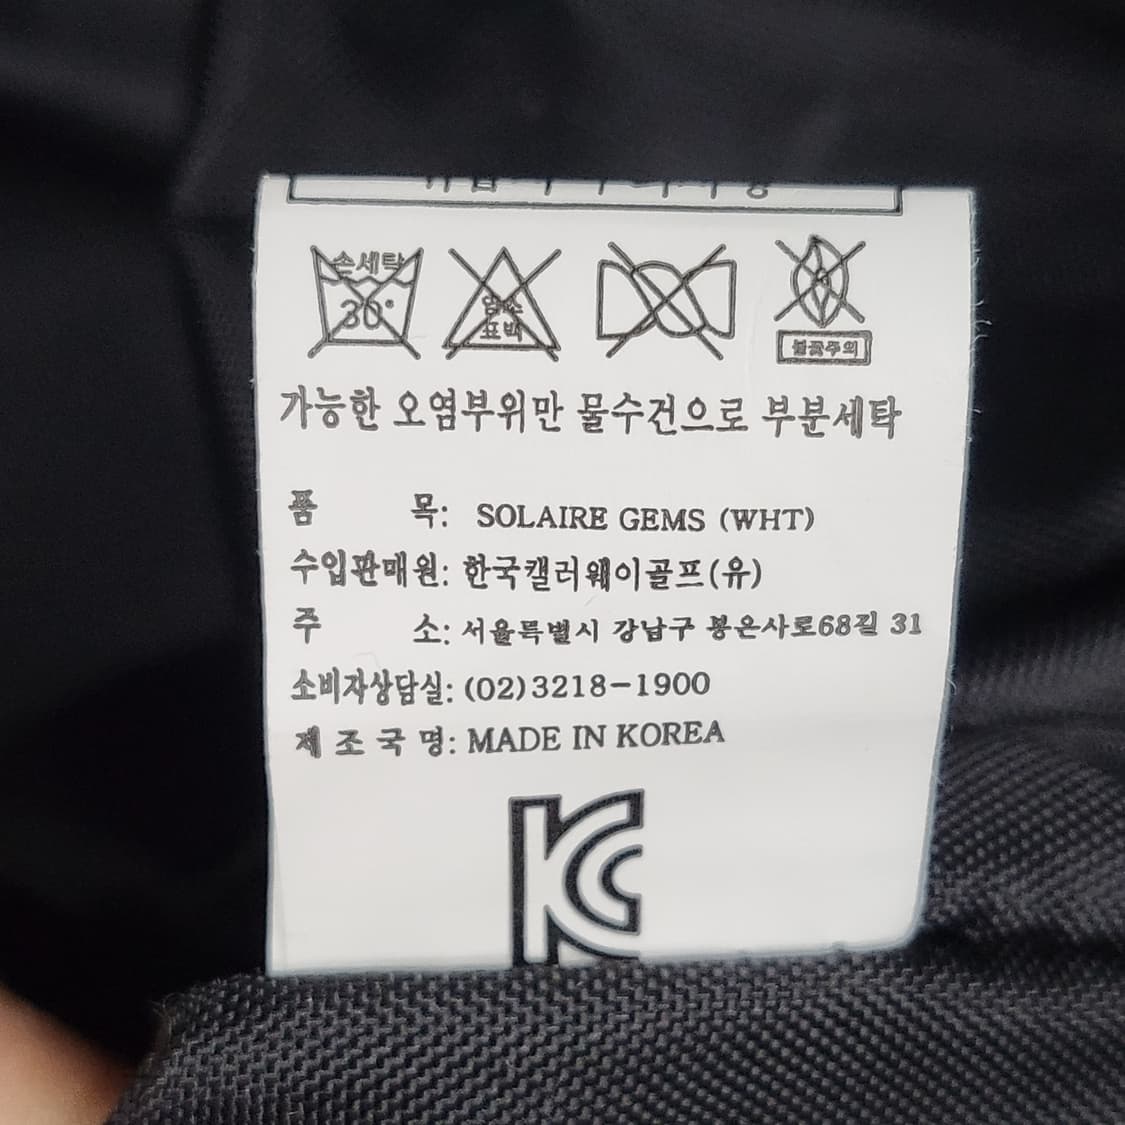 손세탁
30°
염소
표백
불꽃주의
가능한 오염부위만 물수건으로 부분세탁
품 목: SOLAIRE GEMS (WHT)
수입판매원: 한국캘러웨이골프(유)
주 소: 서울특별시 강남구 봉은사로68길 31
소비자상담실: (02)3218-1900
제 조 국 명: MADE IN KOREA
KC